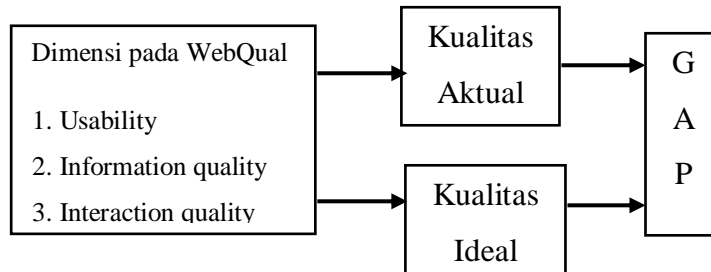 Dimensi pada WebQual
1. Usability
2. Information quality
3. Interaction quality
Kualitas
Aktual
Kualitas
Ideal
G
A
P